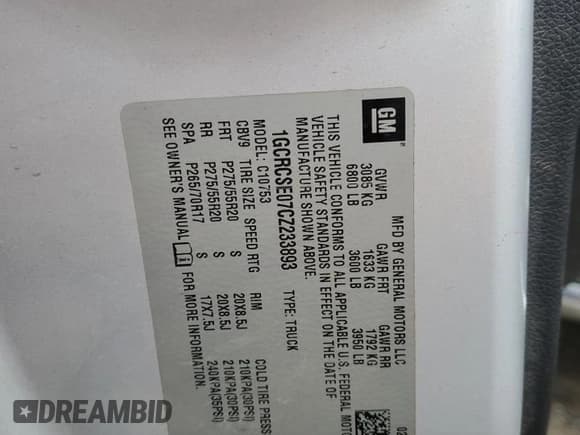 GM
MFD BY GENERAL MOTORS LLC 02
GVWR GAWR FRT GAWR RR
3085 KG 1633 KG 1792 KG
6800 LB 3600 LB 3950 LB
THIS VEHICLE CONFORMS TO ALL APPLICABLE U.S. FEDERAL MOTOR
VEHICLE SAFETY STANDARDS IN EFFECT ON THE DATE OF
MANUFACTURE SHOWN ABOVE.
1GCRCSE07CZ233893 TYPE: TRUCK
MODEL: C10753
CBV9 TIRE SIZE SPEED RTG RIM COLD TIRE PRESS
FRT P275/55R20 S 20X8.5J 210KPA(30PSI)
RR P275/55R20 S 20X8.5J 210KPA(30PSI)
SPA P265/70R17 S 17X7.5J 240KPA(35PSI)
SEE OWNER'S MANUAL FOR MORE INFORMATION.
DREAMBID